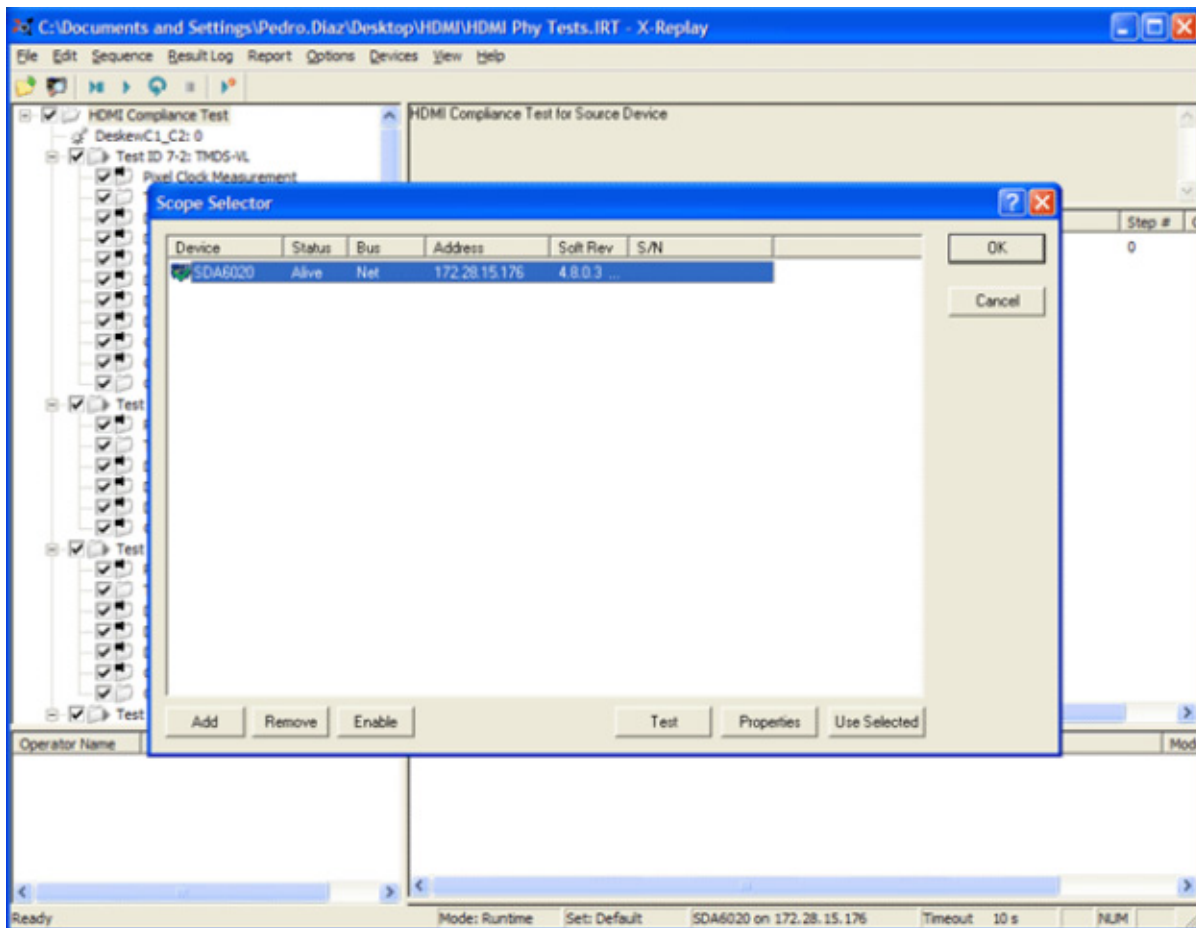 C:\Documents and Settings\Pedro.Diaz\Desktop\HDMI\HDMI Phy Tests.IRT - X-Replay
File Edit Sequence ResultLog Report Options Devices View Help
HDMI Compliance Test
DeskewC1_C2: 0
Test ID 7-2: TMDS-VL
Pixel Clock Measurement
Test
Test
Test
HDMI Compliance Test for Source Device
Step #
0
Scope Selector
Device Status Bus Address Soft Rev S/N
SDA6020 Alive Net 172.28.15.176 4.8.0.3 ...
OK
Cancel
Add Remove Enable Test Properties Use Selected
Operator Name
Mod
Ready Mode: Runtime Set: Default SDA6020 on 172.28.15.176 Timeout 10 s NUM